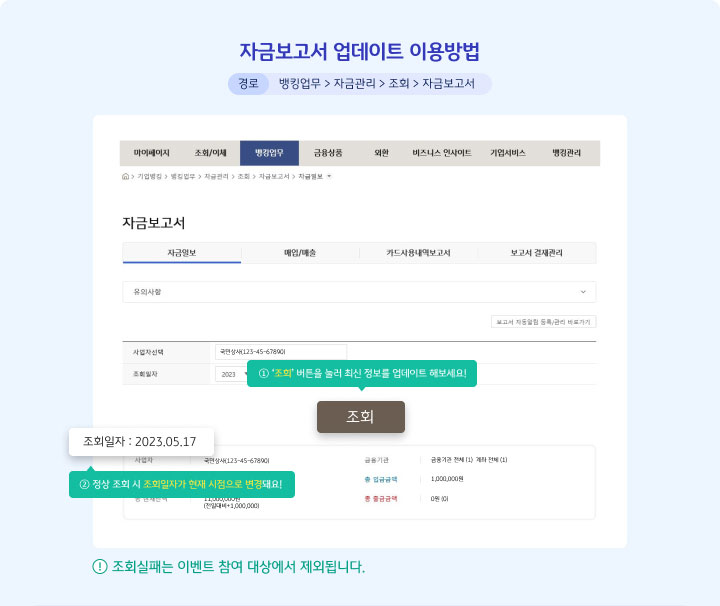 자금보고서 업데이트 이용방법
경로 뱅킹업무 > 자금관리 > 조회 > 자금보고서
마이페이지 조회/이체 뱅킹업무 금융상품 외환 비즈니스 인사이트 기업서비스 뱅킹관리
> 기업뱅킹 > 뱅킹업무 > 자금관리 > 조회 > 자금보고서 > 자금일보
자금보고서
자금일보 매입/매출 카드사용내역보고서 보고서 결재관리
유의사항
보고서 자동알림 등록/관리 바로가기
사업자선택 국민상사(123-45-67890)
조회일자 2023
① '조회' 버튼을 눌러 최신 정보를 업데이트 해보세요!
조회
조회일자 : 2023.05.17
사업자 국민상사(123-45-67890) 금융기관 금융기관 전체 (1) 계좌 전체 (1)
총 입금금액 1,000,000원
② 정상 조회 시 조회일자가 현재 시점으로 변경돼요!
총 현재잔액 11,000,000원 총 출금금액 0원 (0)
(전일대비+1,000,000)
! 조회실패는 이벤트 참여 대상에서 제외됩니다.